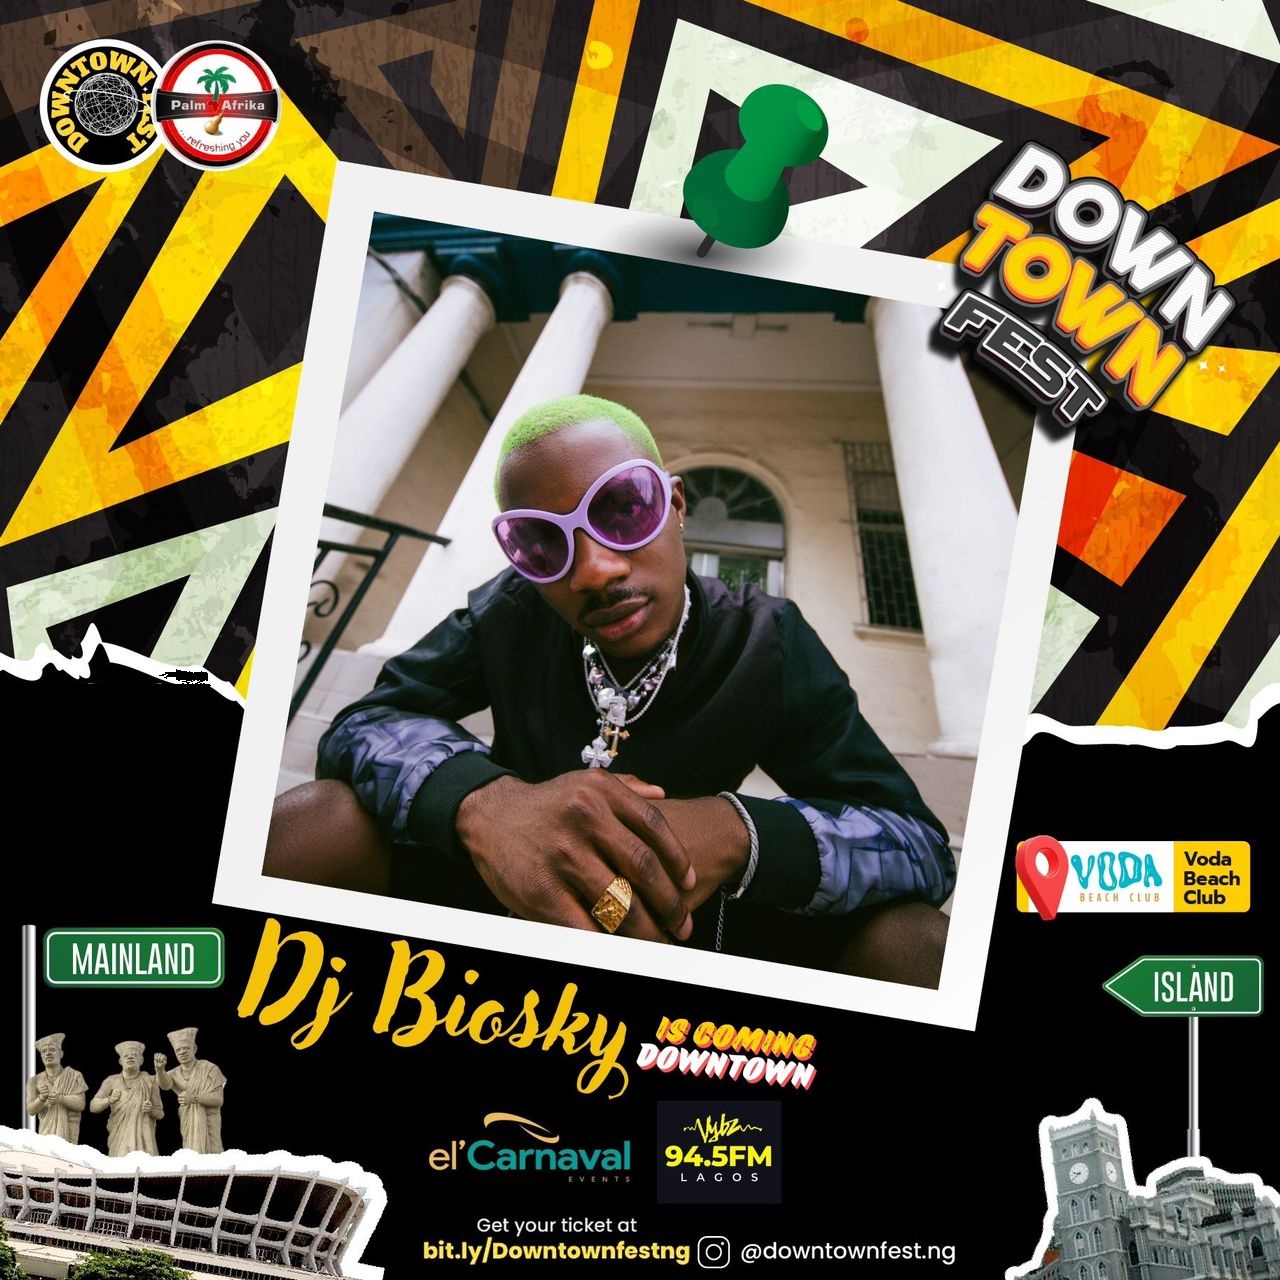 DOWNTOWN FEST
Palm Afrika
...refreshing you
DOWN
TOWN
FEST
VODA
BEACH CLUB
Voda
Beach
Club
MAINLAND
ISLAND
Dj Biosky
IS COMING
DOWNTOWN
el'Carnaval
EVENTS
Vybz
94.5FM
LAGOS
Get your ticket at
bit.ly/Downtownfestng
@downtownfest.ng